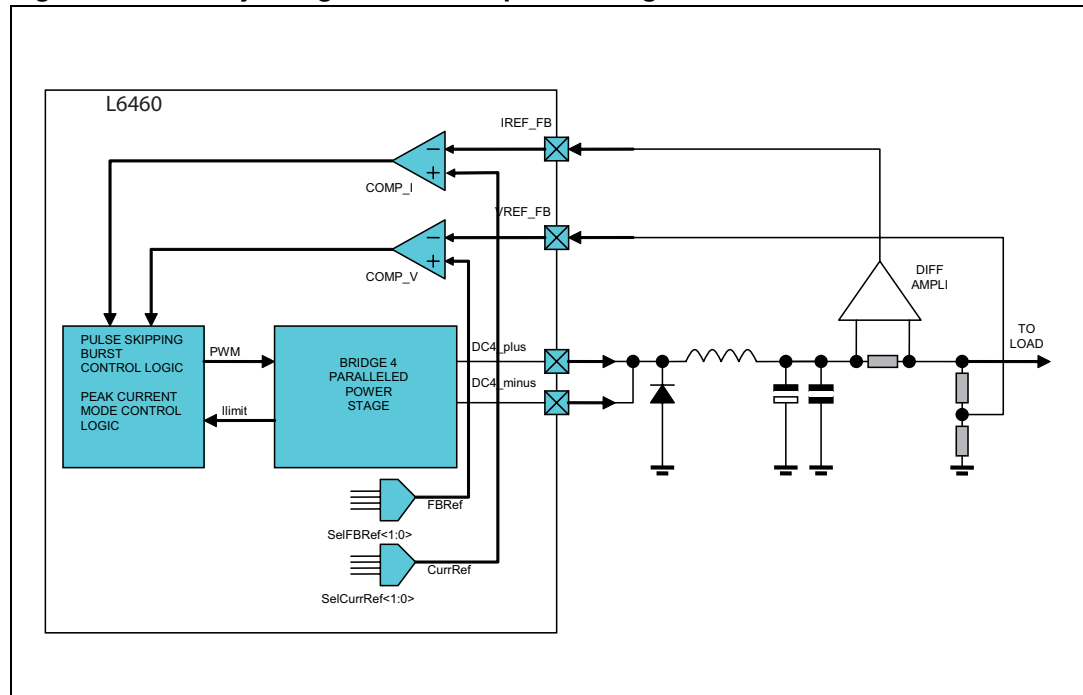 L6460
IREF_FB
COMP_I
VREF_FB
COMP_V
DIFF
AMPLI
TO
LOAD
PULSE SKIPPING
BURST
CONTROL LOGIC
PEAK CURRENT
MODE CONTROL
LOGIC
PWM
Ilimit
BRIDGE 4
PARALLELED
POWER
STAGE
DC4_plus
DC4_minus
FBRef
SelFBRef<1:0>
CurrRef
SelCurrRef<1:0>